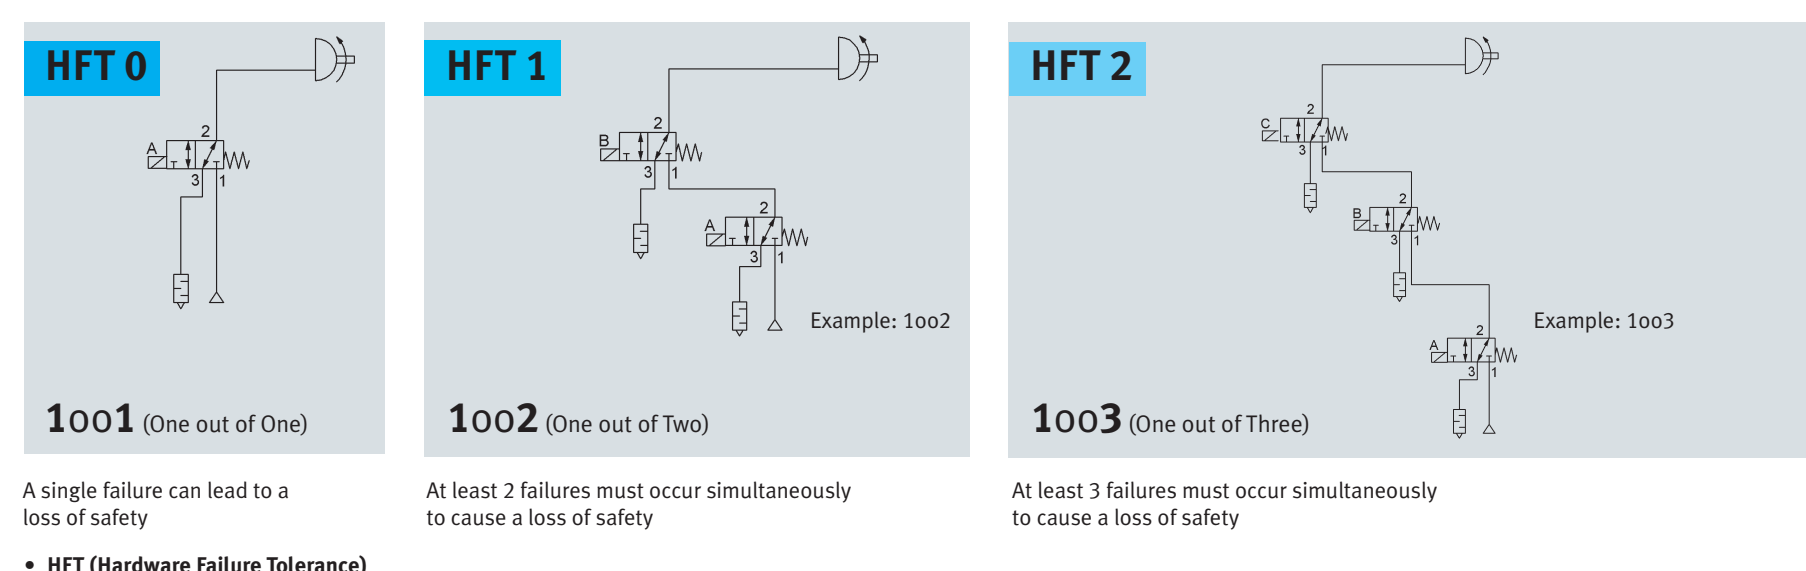 HFT 0
A
2
3
1
1oo1 (One out of One)
A single failure can lead to a
loss of safety
• HFT (Hardware Failure Tolerance)
HFT 1
B
2
3
1
A
2
3
1
Example: 1oo2
1oo2 (One out of Two)
At least 2 failures must occur simultaneously
to cause a loss of safety
HFT 2
C
2
3
1
B
2
3
1
A
2
3
1
Example: 1oo3
1oo3 (One out of Three)
At least 3 failures must occur simultaneously
to cause a loss of safety